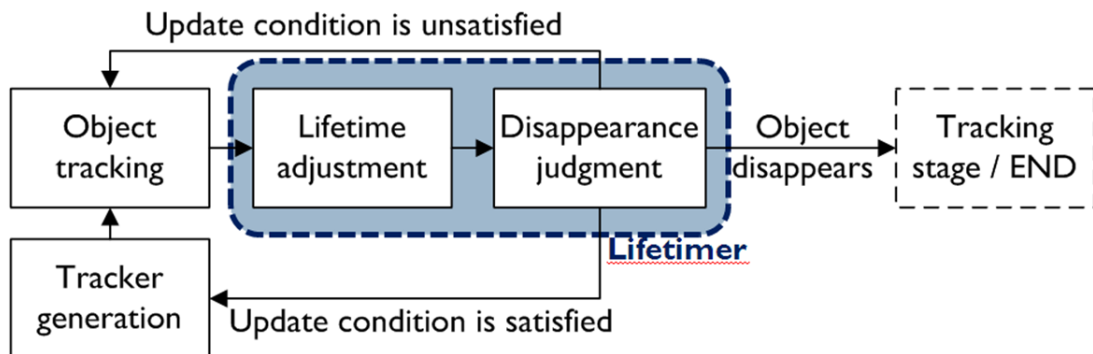 Update condition is unsatisfied
Object
tracking
Lifetime
adjustment
Disappearance
judgment
Object
disappears
Tracking
stage / END
Lifetimer
Tracker
generation
Update condition is satisfied